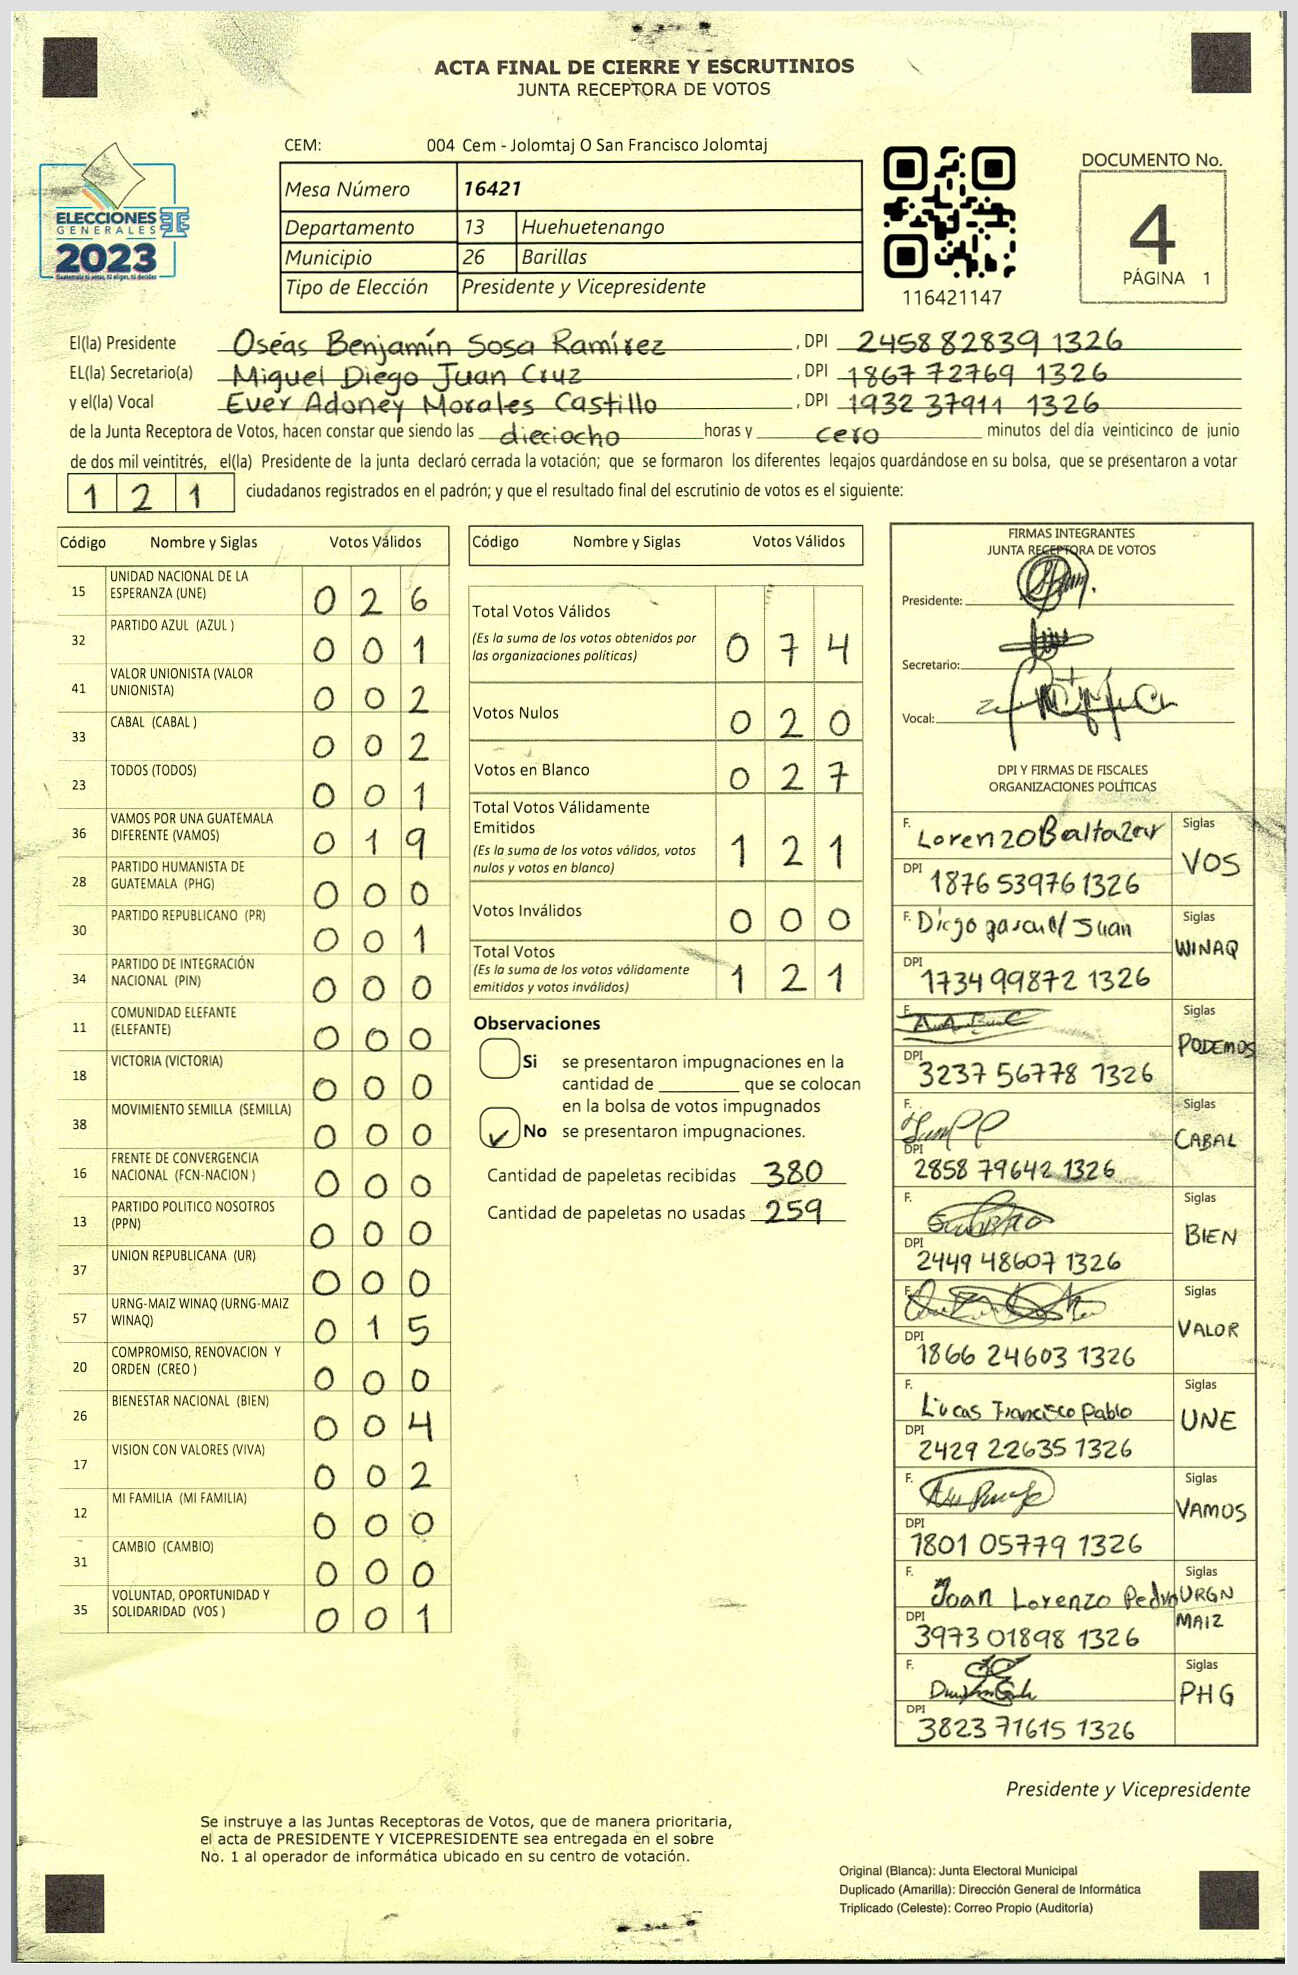 ACTA FINAL DE CIERRE Y ESCRUTINIOS
JUNTA RECEPTORA DE VOTOS
CEM: 004 Cem - Jolomtaj O San Francisco Jolomtaj
Mesa Número 16421
Departamento 13 Huehuetenango
Municipio 26 Barillas
Tipo de Elección Presidente y Vicepresidente
ELECCIONES
GENERALES
2023
116421147
DOCUMENTO No.
4
PÁGINA 1
El(la) Presidente Oséas Benjamín Sosa Ramírez, DPI 2458 82839 1326
EL(la) Secretario(a) Miguel Diego Juan Cruz, DPI 1867 72769 1326
y el(la) Vocal Ever Adoney Morales Castillo, DPI 1932 37911 1326
de la Junta Receptora de Votos, hacen constar que siendo las dieciocho horas y cero minutos del día veinticinco de junio
de dos mil veintitrés, el(la) Presidente de la junta declaró cerrada la votación; que se formaron los diferentes legajos guardándose en su bolsa, que se presentaron a votar
1 2 1 ciudadanos registrados en el padrón; y que el resultado final del escrutinio de votos es el siguiente:
Código Nombre y Siglas Votos Válidos
15 UNIDAD NACIONAL DE LA ESPERANZA (UNE) 0 2 6
32 PARTIDO AZUL (AZUL ) 0 0 1
41 VALOR UNIONISTA (VALOR UNIONISTA) 0 0 2
33 CABAL (CABAL ) 0 0 2
23 TODOS (TODOS) 0 0 1
36 VAMOS POR UNA GUATEMALA DIFERENTE (VAMOS) 0 1 9
28 PARTIDO HUMANISTA DE GUATEMALA (PHG) 0 0 0
30 PARTIDO REPUBLICANO (PR) 0 0 1
34 PARTIDO DE INTEGRACIÓN NACIONAL (PIN) 0 0 0
11 COMUNIDAD ELEFANTE (ELEFANTE) 0 0 0
18 VICTORIA (VICTORIA) 0 0 0
38 MOVIMIENTO SEMILLA (SEMILLA) 0 0 0
16 FRENTE DE CONVERGENCIA NACIONAL (FCN-NACION ) 0 0 0
13 PARTIDO POLITICO NOSOTROS (PPN) 0 0 0
37 UNION REPUBLICANA (UR) 0 0 0
57 URNG-MAIZ WINAQ (URNG-MAIZ WINAQ) 0 1 5
20 COMPROMISO, RENOVACION Y ORDEN (CREO ) 0 0 0
26 BIENESTAR NACIONAL (BIEN) 0 0 4
17 VISION CON VALORES (VIVA) 0 0 2
12 MI FAMILIA (MI FAMILIA) 0 0 0
31 CAMBIO (CAMBIO) 0 0 0
35 VOLUNTAD, OPORTUNIDAD Y SOLIDARIDAD (VOS ) 0 0 1
Código Nombre y Siglas Votos Válidos
Total Votos Válidos 0 7 4
(Es la suma de los votos obtenidos por
las organizaciones políticas)
Votos Nulos 0 2 0
Votos en Blanco 0 2 7
Total Votos Válidamente
Emitidos 1 2 1
(Es la suma de los votos válidos, votos
nulos y votos en blanco)
Votos Inválidos 0 0 0
Total Votos 1 2 1
(Es la suma de los votos válidamente
emitidos y votos inválidos)
Observaciones
Si se presentaron impugnaciones en la
cantidad de ________ que se colocan
en la bolsa de votos impugnados
No se presentaron impugnaciones.
Cantidad de papeletas recibidas 380
Cantidad de papeletas no usadas 259
FIRMAS INTEGRANTES
JUNTA RECEPTORA DE VOTOS
Presidente:
Secretario:
Vocal:
DPI Y FIRMAS DE FISCALES
ORGANIZACIONES POLÍTICAS
F. Lorenzo Baltazar Siglas VOS
DPI 1876 53976 1326
F. Diego Juan Siglas WINAQ
DPI 1734 99872 1326
F. Siglas PODEMOS
DPI 3237 56778 1326
F. Siglas CABAL
DPI 2858 79642 1326
F. Siglas BIEN
DPI 2449 48607 1326
F. Siglas VALOR
DPI 1866 24603 1326
F. Lucas Francisco Pablo Siglas UNE
DPI 2429 22635 1326
F. Siglas VAMOS
DPI 1801 05779 1326
F. Joan Lorenzo Pedro Siglas URGN MAIZ
DPI 3973 01898 1326
F. Siglas PHG
DPI 3823 71615 1326
Presidente y Vicepresidente
Se instruye a las Juntas Receptoras de Votos, que de manera prioritaria,
el acta de PRESIDENTE Y VICEPRESIDENTE sea entregada en el sobre
No. 1 al operador de informática ubicado en su centro de votación.
Original (Blanca): Junta Electoral Municipal
Duplicado (Amarilla): Dirección General de Informática
Triplicado (Celeste): Correo Propio (Auditoría)